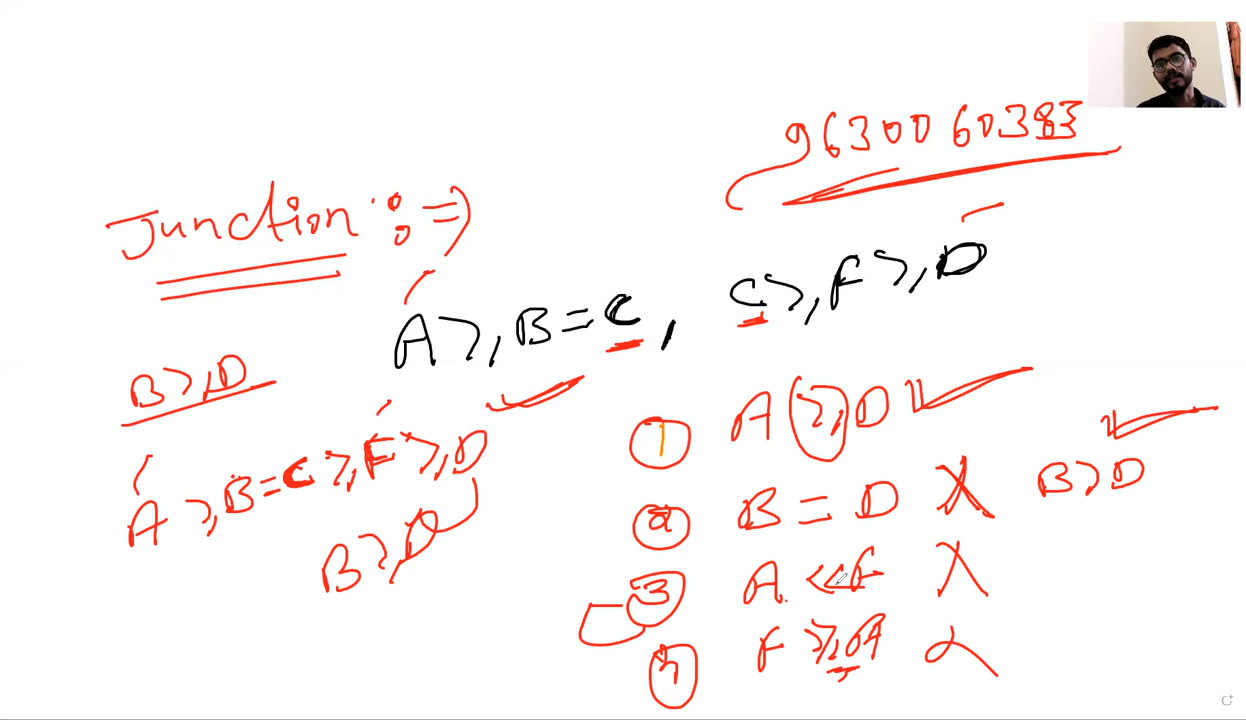 9630060383
Junction :⇒
A ≥, B = C, C ≥, F ≥, D
B ≥, D
A ≥, B = C ≥, F ≥, D
B ≥, D
1 A ≥, D ✓
2 B = D X B > D ✓
3 A < F X
4 F ≥ A X